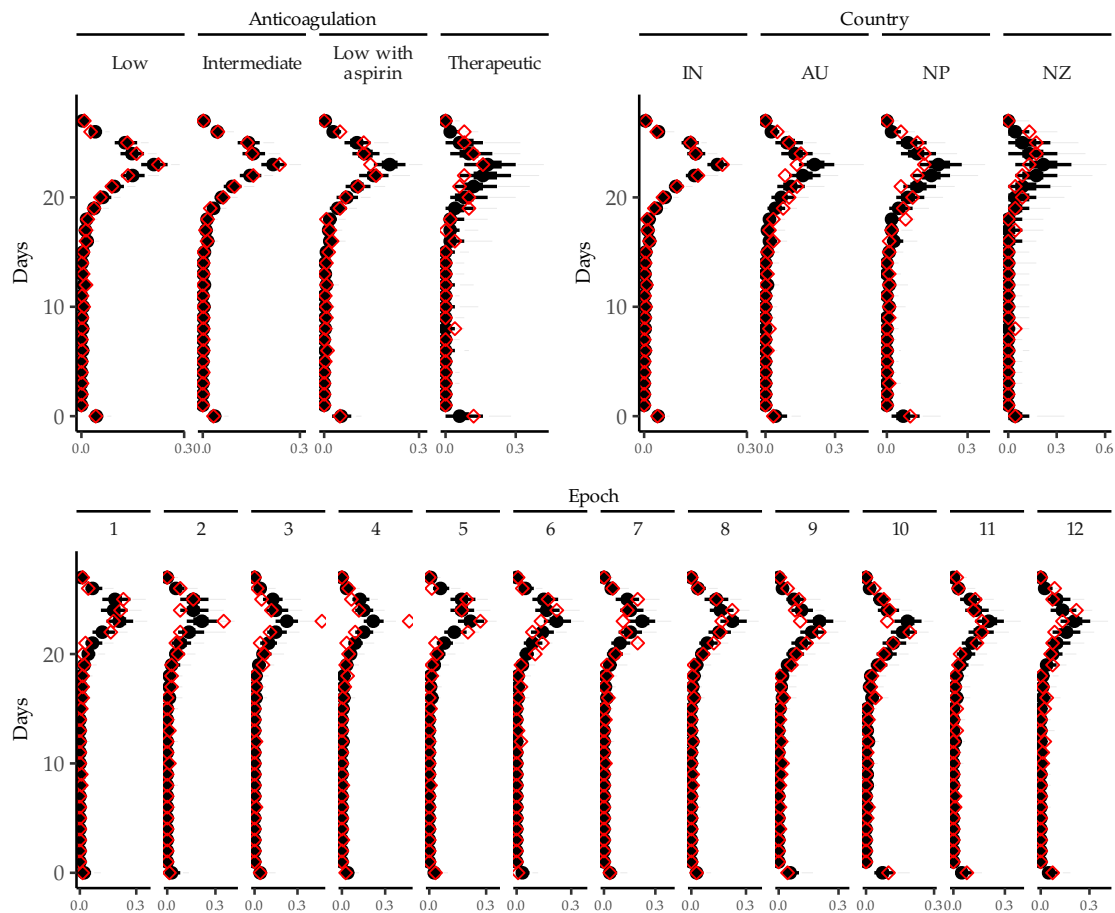 Anticoagulation Country
Low Intermediate Low with aspirin Therapeutic IN AU NP NZ
Days
20
10
0
0.0 0.3 0.0 0.3 0.0 0.3 0.0 0.3
Days
20
10
0
0.0 0.3 0.0 0.3 0.0 0.3 0.0 0.3 0.6
Epoch
1 2 3 4 5 6 7 8 9 10 11 12
Days
20
10
0
0.0 0.3 0.0 0.3 0.0 0.3 0.0 0.3 0.0 0.3 0.0 0.3 0.0 0.3 0.0 0.3 0.0 0.3 0.0 0.3 0.0 0.3 0.0 0.3